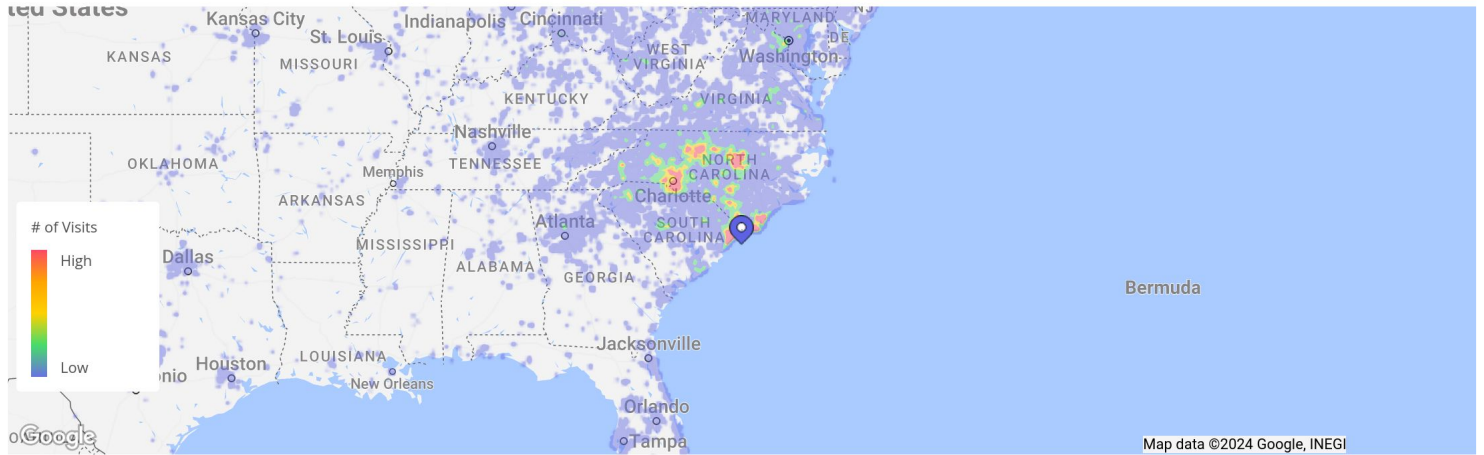 ted States
Kansas City
Indianapolis
Cincinnati
MARYLAND
NJ
St. Louis
DE
KANSAS
MISSOURI
WEST
VIRGINIA
Washington
KENTUCKY
VIRGINIA
Nashville
OKLAHOMA
TENNESSEE
Memphis
NORTH
CAROLINA
ARKANSAS
Charlotte
Atlanta
SOUTH
CAROLINA
# of Visits
High
Low
MISSISSIPPI
Dallas
ALABAMA
GEORGIA
Bermuda
Jacksonville
LOUISIANA
Houston
onio
New Orleans
Orlando
Tampa
Google
Map data ©2024 Google, INEGI